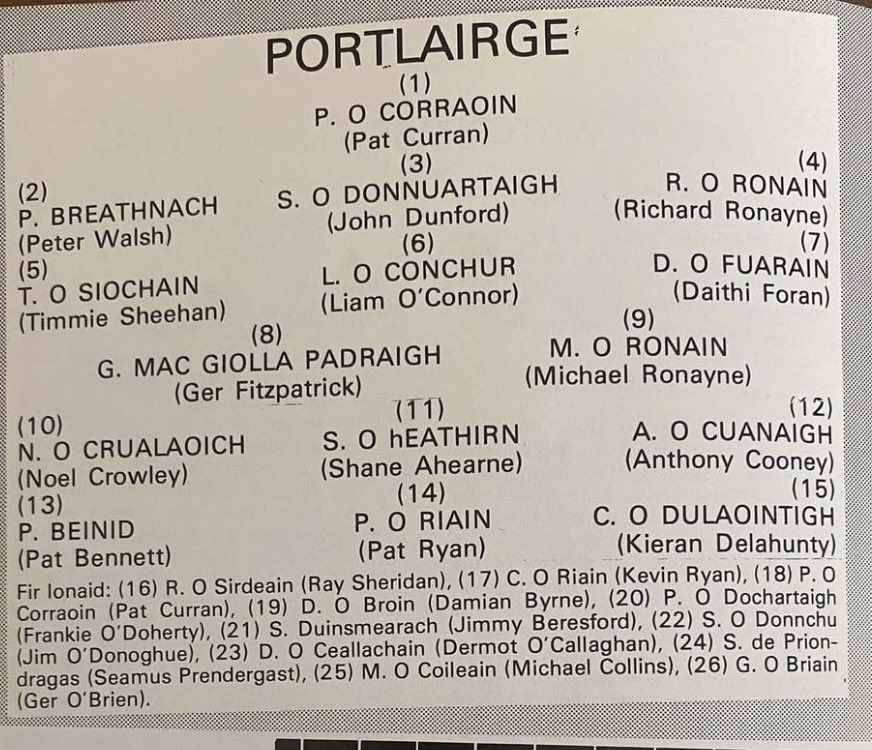 PORTLAIRGE
(1)
P. O CORRAOIN
(Pat Curran)
(2)
P. BREATHNACH
(Peter Walsh)
(3)
S. O DONNUARTAIGH
(John Dunford)
(4)
R. O RONAIN
(Richard Ronayne)
(5)
T. O SIOCHAIN
(Timmie Sheehan)
(6)
L. O CONCHUR
(Liam O'Connor)
(7)
D. O FUARAIN
(Daithi Foran)
(8)
G. MAC GIOLLA PADRAIGH
(Ger Fitzpatrick)
(9)
M. O RONAIN
(Michael Ronayne)
(10)
N. O CRUALAOICH
(Noel Crowley)
(11)
S. O hEATHIRN
(Shane Ahearne)
(12)
A. O CUANAIGH
(Anthony Cooney)
(13)
P. BEINID
(Pat Bennett)
(14)
P. O RIAIN
(Pat Ryan)
(15)
C. O DULAOINTIGH
(Kieran Delahunty)
Fir Ionaid: (16) R. O Sirdeain (Ray Sheridan), (17) C. O Riain (Kevin Ryan), (18) P. O
Corraoin (Pat Curran), (19) D. O Broin (Damian Byrne), (20) P. O Dochartaigh
(Frankie O'Doherty), (21) S. Duinsmearach (Jimmy Beresford), (22) S. O Donnchu
(Jim O'Donoghue), (23) D. O Ceallachain (Dermot O'Callaghan), (24) S. de Prion-
dragas (Seamus Prendergast), (25) M. O Coileain (Michael Collins), (26) G. O Briain
(Ger O'Brien).